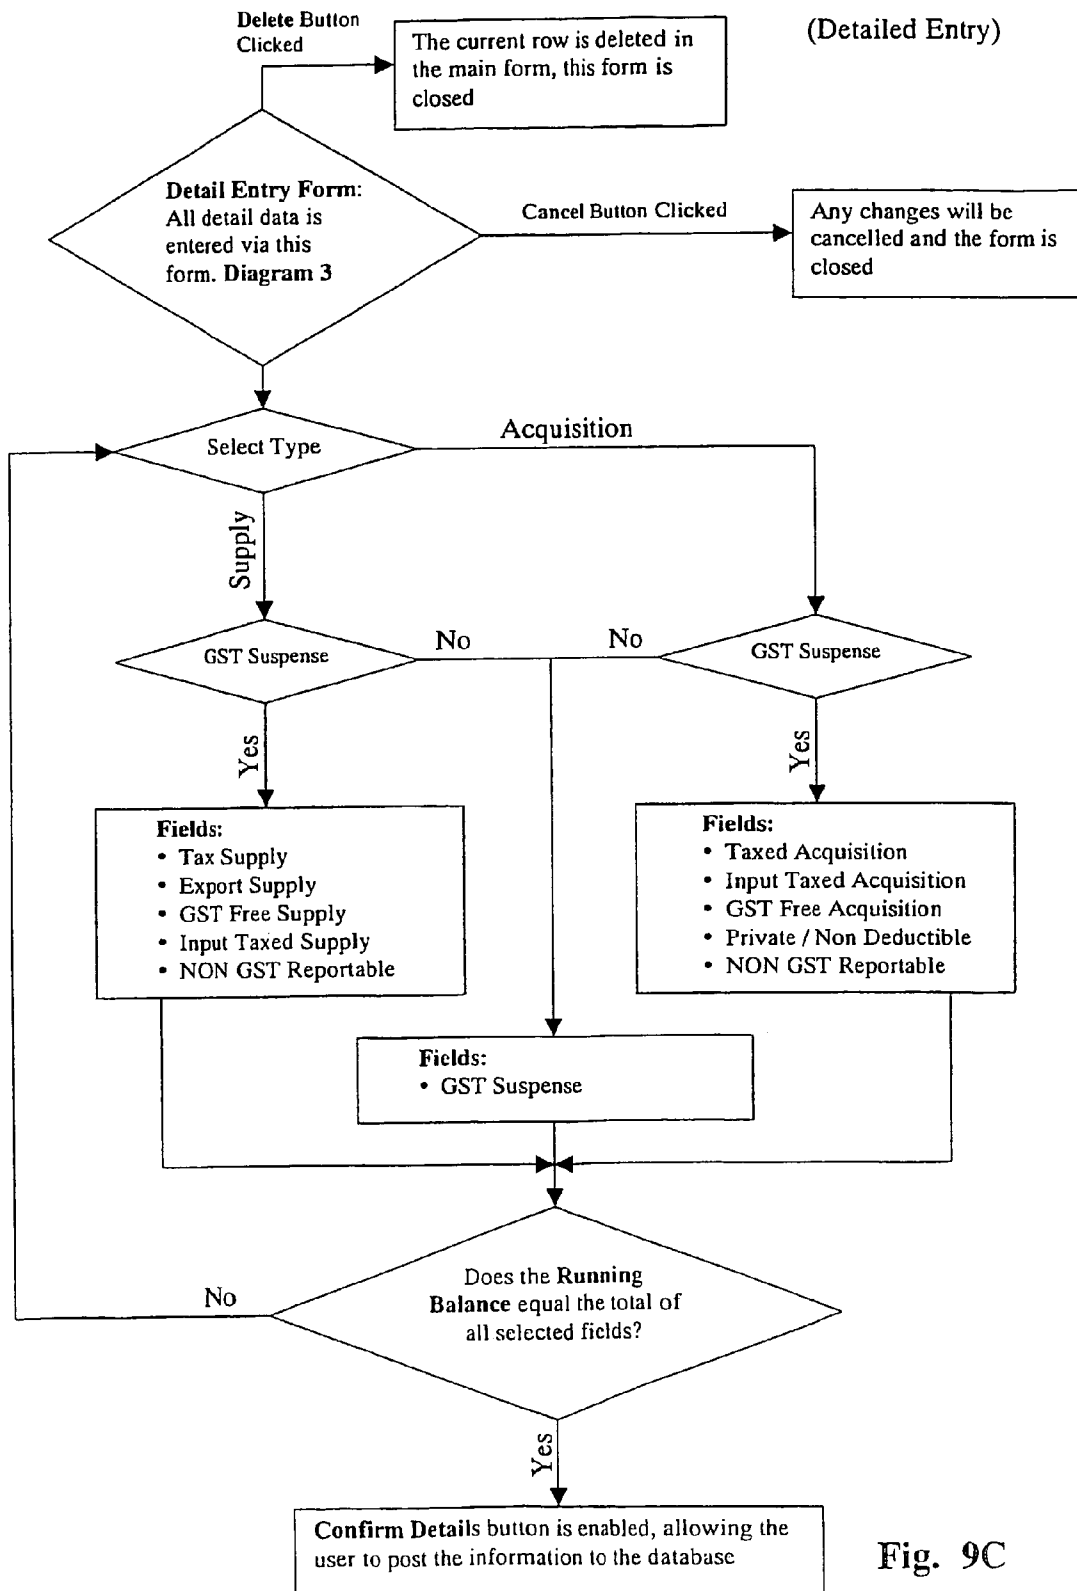 Delete Button
Clicked
(Detailed Entry)
The current row is deleted in
the main form, this form is
closed
Detail Entry Form:
All detail data is
entered via this
form. Diagram 3
Cancel Button Clicked
Any changes will be
cancelled and the form is
closed
Select Type
Acquisition
Supply
GST Suspense
No
No
GST Suspense
Yes
Yes
Fields:
• Tax Supply
• Export Supply
• GST Free Supply
• Input Taxed Supply
• NON GST Reportable
Fields:
• Taxed Acquisition
• Input Taxed Acquisition
• GST Free Acquisition
• Private / Non Deductible
• NON GST Reportable
Fields:
• GST Suspense
No
Does the Running
Balance equal the total of
all selected fields?
Yes
Confirm Details button is enabled, allowing the
user to post the information to the database
Fig. 9C